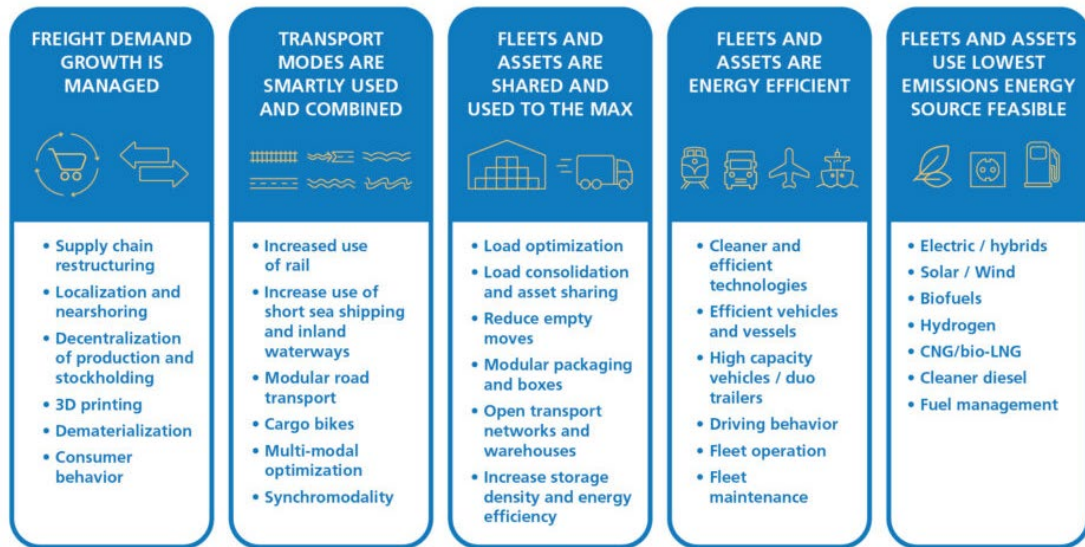 FREIGHT DEMAND
GROWTH IS
MANAGED
• Supply chain
restructuring
• Localization and
nearshoring
• Decentralization
of production and
stockholding
• 3D printing
• Dematerialization
• Consumer
behavior
TRANSPORT
MODES ARE
SMARTLY USED
AND COMBINED
• Increased use
of rail
• Increase use of
short sea shipping
and inland
waterways
• Modular road
transport
• Cargo bikes
• Multi-modal
optimization
• Synchromodality
FLEETS AND
ASSETS ARE
SHARED AND
USED TO THE MAX
• Load optimization
• Load consolidation
and asset sharing
• Reduce empty
moves
• Modular packaging
and boxes
• Open transport
networks and
warehouses
• Increase storage
density and energy
efficiency
FLEETS AND
ASSETS ARE
ENERGY EFFICIENT
• Cleaner and
efficient
technologies
• Efficient vehicles
and vessels
• High capacity
vehicles / duo
trailers
• Driving behavior
• Fleet operation
• Fleet
maintenance
FLEETS AND ASSETS
USE LOWEST
EMISSIONS ENERGY
SOURCE FEASIBLE
• Electric / hybrids
• Solar / Wind
• Biofuels
• Hydrogen
• CNG/bio-LNG
• Cleaner diesel
• Fuel management